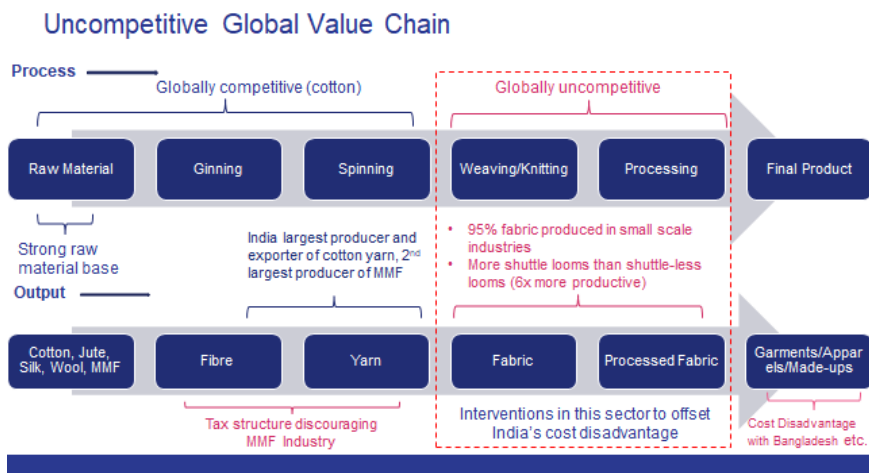 Uncompetitive Global Value Chain
Process
Globally competitive (cotton)
Globally uncompetitive
Raw Material
Ginning
Spinning
Weaving/Knitting
Processing
Final Product
Strong raw
material base
India largest producer and
exporter of cotton yarn, 2nd
largest producer of MMF
• 95% fabric produced in small scale
industries
• More shuttle looms than shuttle-less
looms (6x more productive)
Output
Cotton, Jute,
Silk, Wool, MMF
Fibre
Yarn
Fabric
Processed Fabric
Garments/Appar
els/Made-ups
Tax structure discouraging
MMF Industry
Interventions in this sector to offset
India's cost disadvantage
Cost Disadvantage
with Bangladesh etc.